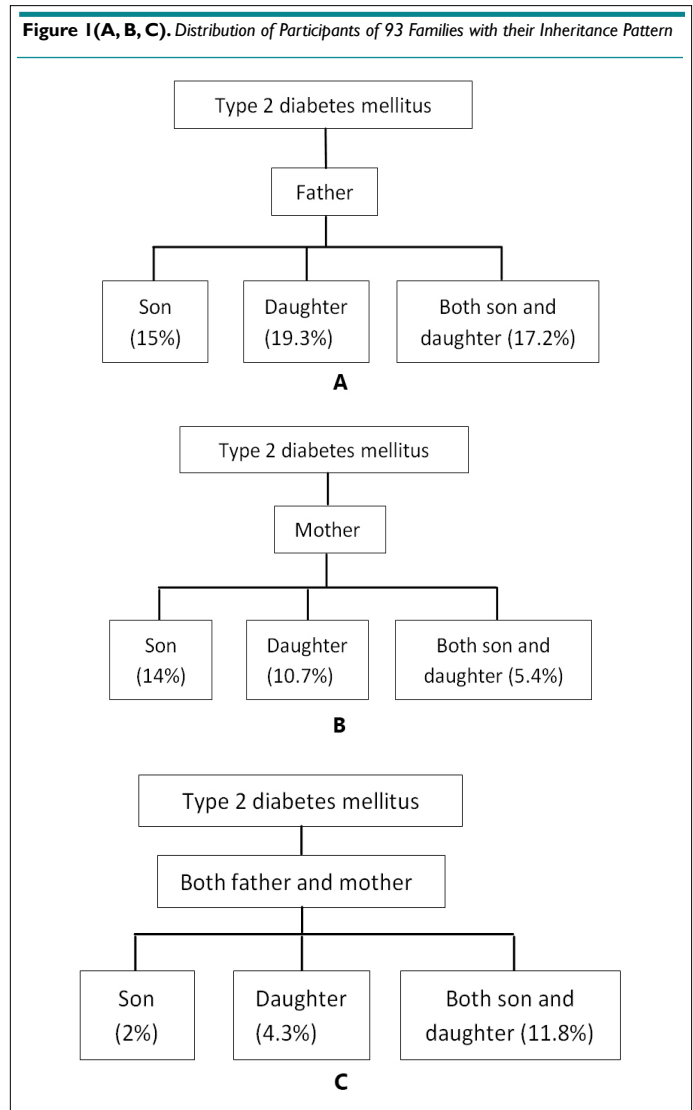 Figure 1(A, B, C). Distribution of Participants of 93 Families with their Inheritance Pattern
Type 2 diabetes mellitus
Father
Son
(15%)
Daughter
(19.3%)
Both son and
daughter (17.2%)
A
Type 2 diabetes mellitus
Mother
Son
(14%)
Daughter
(10.7%)
Both son and
daughter (5.4%)
B
Type 2 diabetes mellitus
Both father and mother
Son
(2%)
Daughter
(4.3%)
Both son and
daughter (11.8%)
C